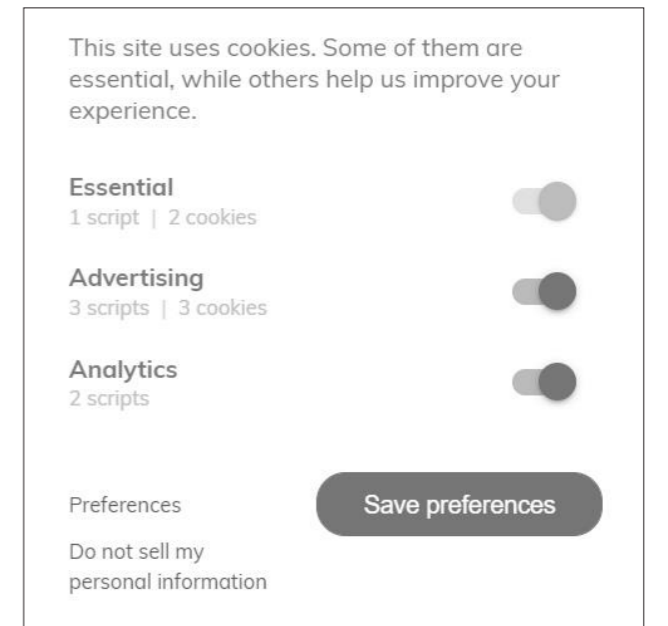 This site uses cookies. Some of them are
essential, while others help us improve your
experience.
Essential
1 script | 2 cookies
Advertising
3 scripts | 3 cookies
Analytics
2 scripts
Preferences
Save preferences
Do not sell my
personal information